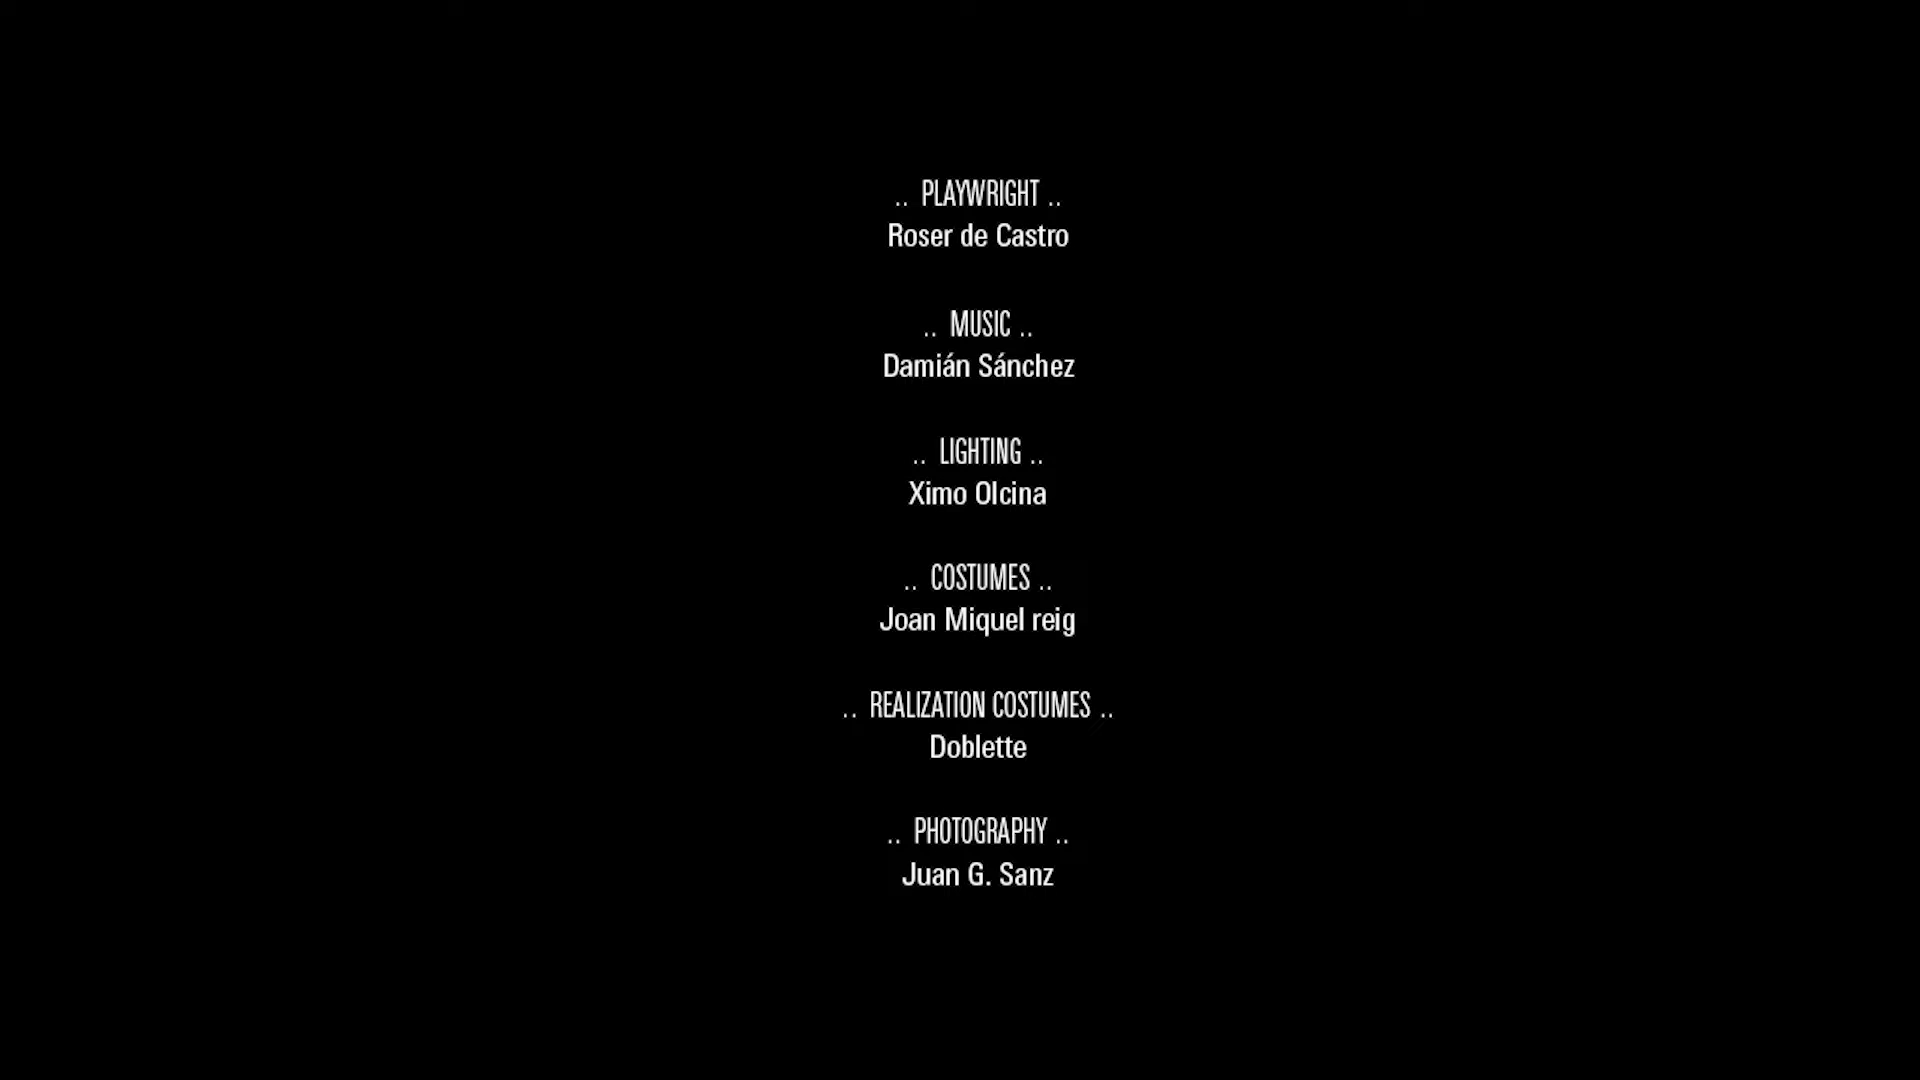 .. PLAYWRIGHT ..
Roser de Castro
.. MUSIC ..
Damián Sánchez
.. LIGHTING ..
Ximo Olcina
.. COSTUMES ..
Joan Miquel reig
.. REALIZATION COSTUMES ..
Doblette
.. PHOTOGRAPHY ..
Juan G. Sanz